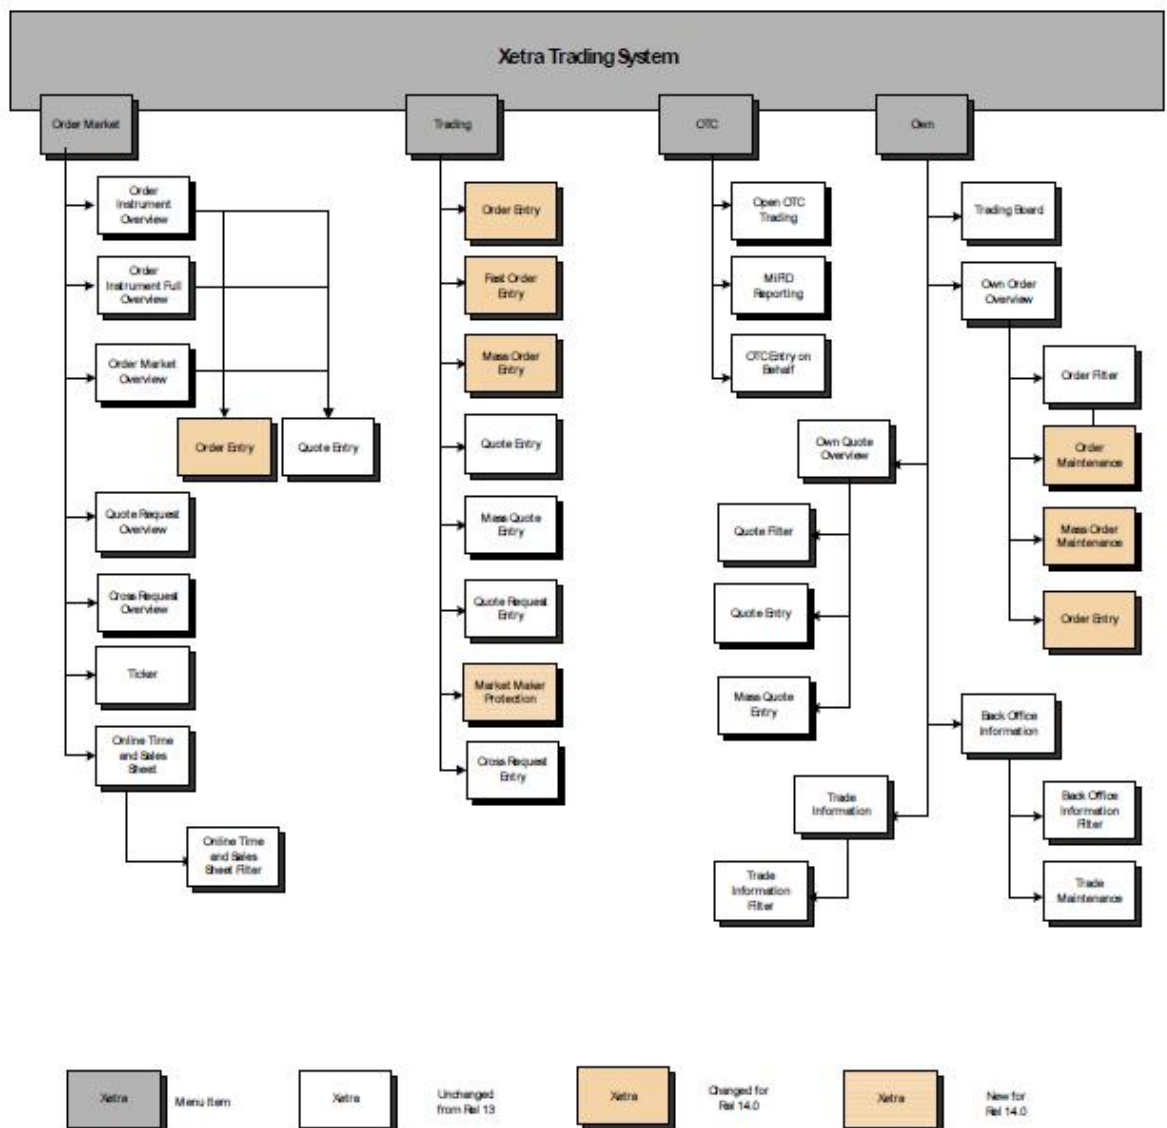 Xetra Trading System
Order Market
Trading
OTC
Own
Order
Instrument
Overview
Order
Instrument Full
Overview
Order Market
Overview
Order Entry
Quote Entry
Quote Request
Overview
Cross Request
Overview
Ticker
Online Time
and Sales
Sheet
Online Time
and Sales
Sheet Filter
Order Entry
Fast Order
Entry
Mass Order
Entry
Quote Entry
Mass Quote
Entry
Quote Request
Entry
Market Maker
Protection
Cross Request
Entry
Open OTC
Trading
MiFID
Reporting
OTC Entry on
Behalf
Trading Board
Own Order
Overview
Order Filter
Order
Maintenance
Mass Order
Maintenance
Order Entry
Own Quote
Overview
Quote Filter
Quote Entry
Mass Quote
Entry
Back Office
Information
Back Office
Information
Filter
Trade
Maintenance
Trade
Information
Trade
Information
Filter
Xetra
Menu Item
Xetra
Unchanged
from Rel 13
Xetra
Changed for
Rel 14.0
Xetra
New for
Rel 14.0